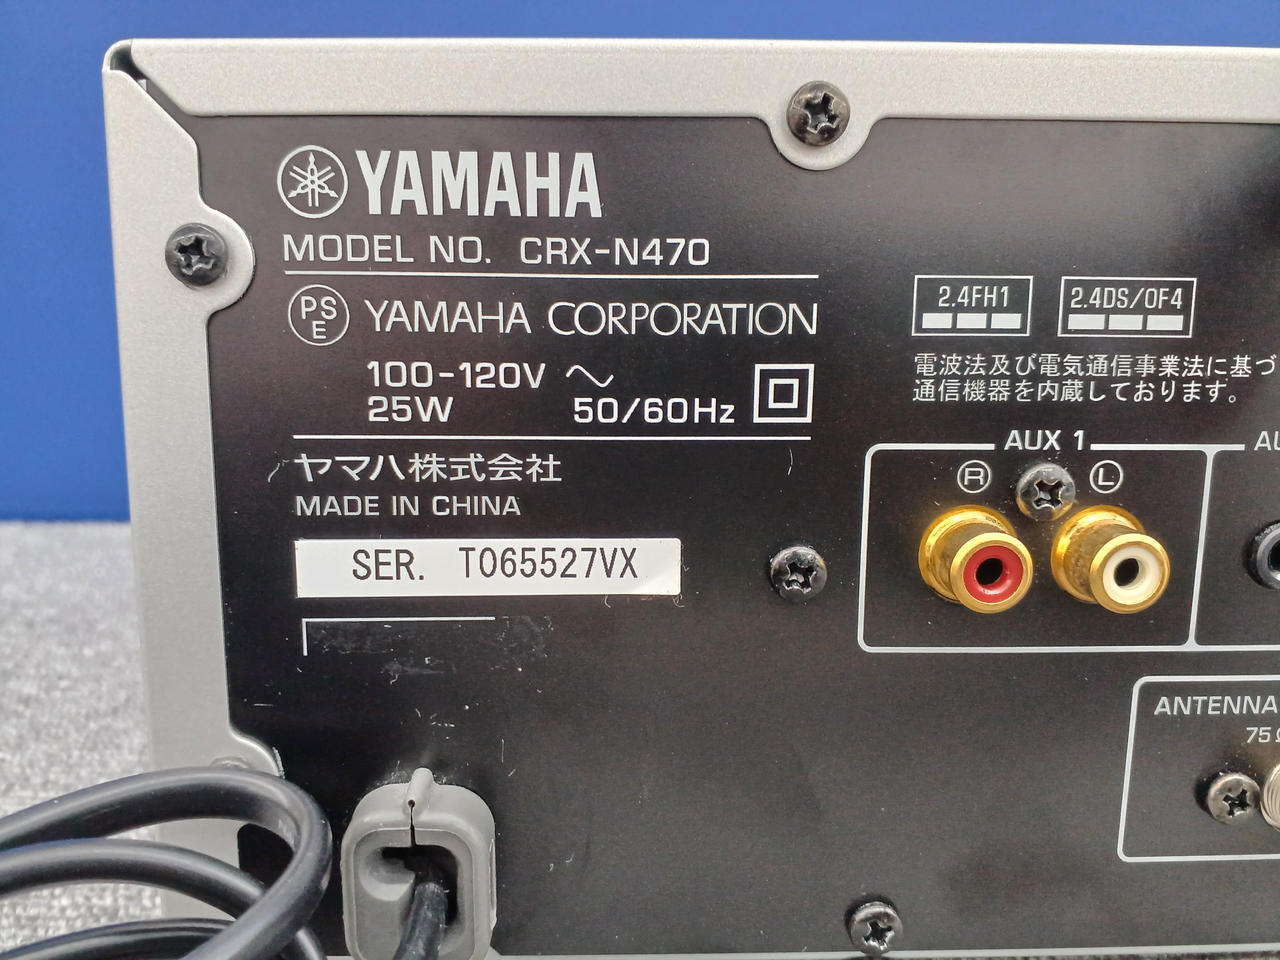 YAMAHA
MODEL NO. CRX-N470
PS
E
YAMAHA CORPORATION
100-120V
25W
50/60Hz
ヤマハ株式会社
MADE IN CHINA
SER. T065527VX
2.4FH1
2.4DS/OF4
電波法及び電気通信事業法に基づ
通信機器を内蔵しております。
AUX 1
AU
R
L
ANTENNA
75Ω